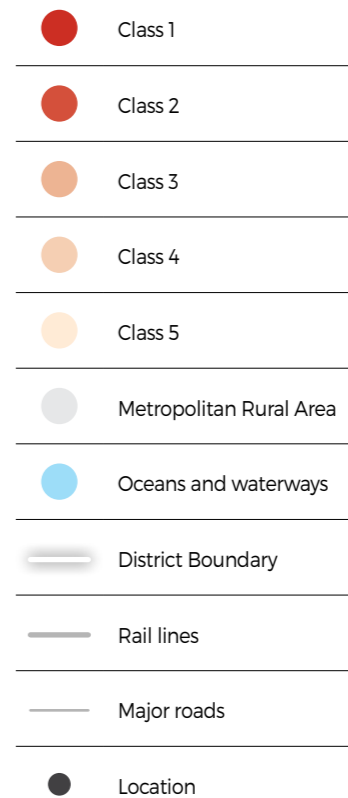 Class 1
Class 2
Class 3
Class 4
Class 5
Metropolitan Rural Area
Oceans and waterways
District Boundary
Rail lines
Major roads
Location